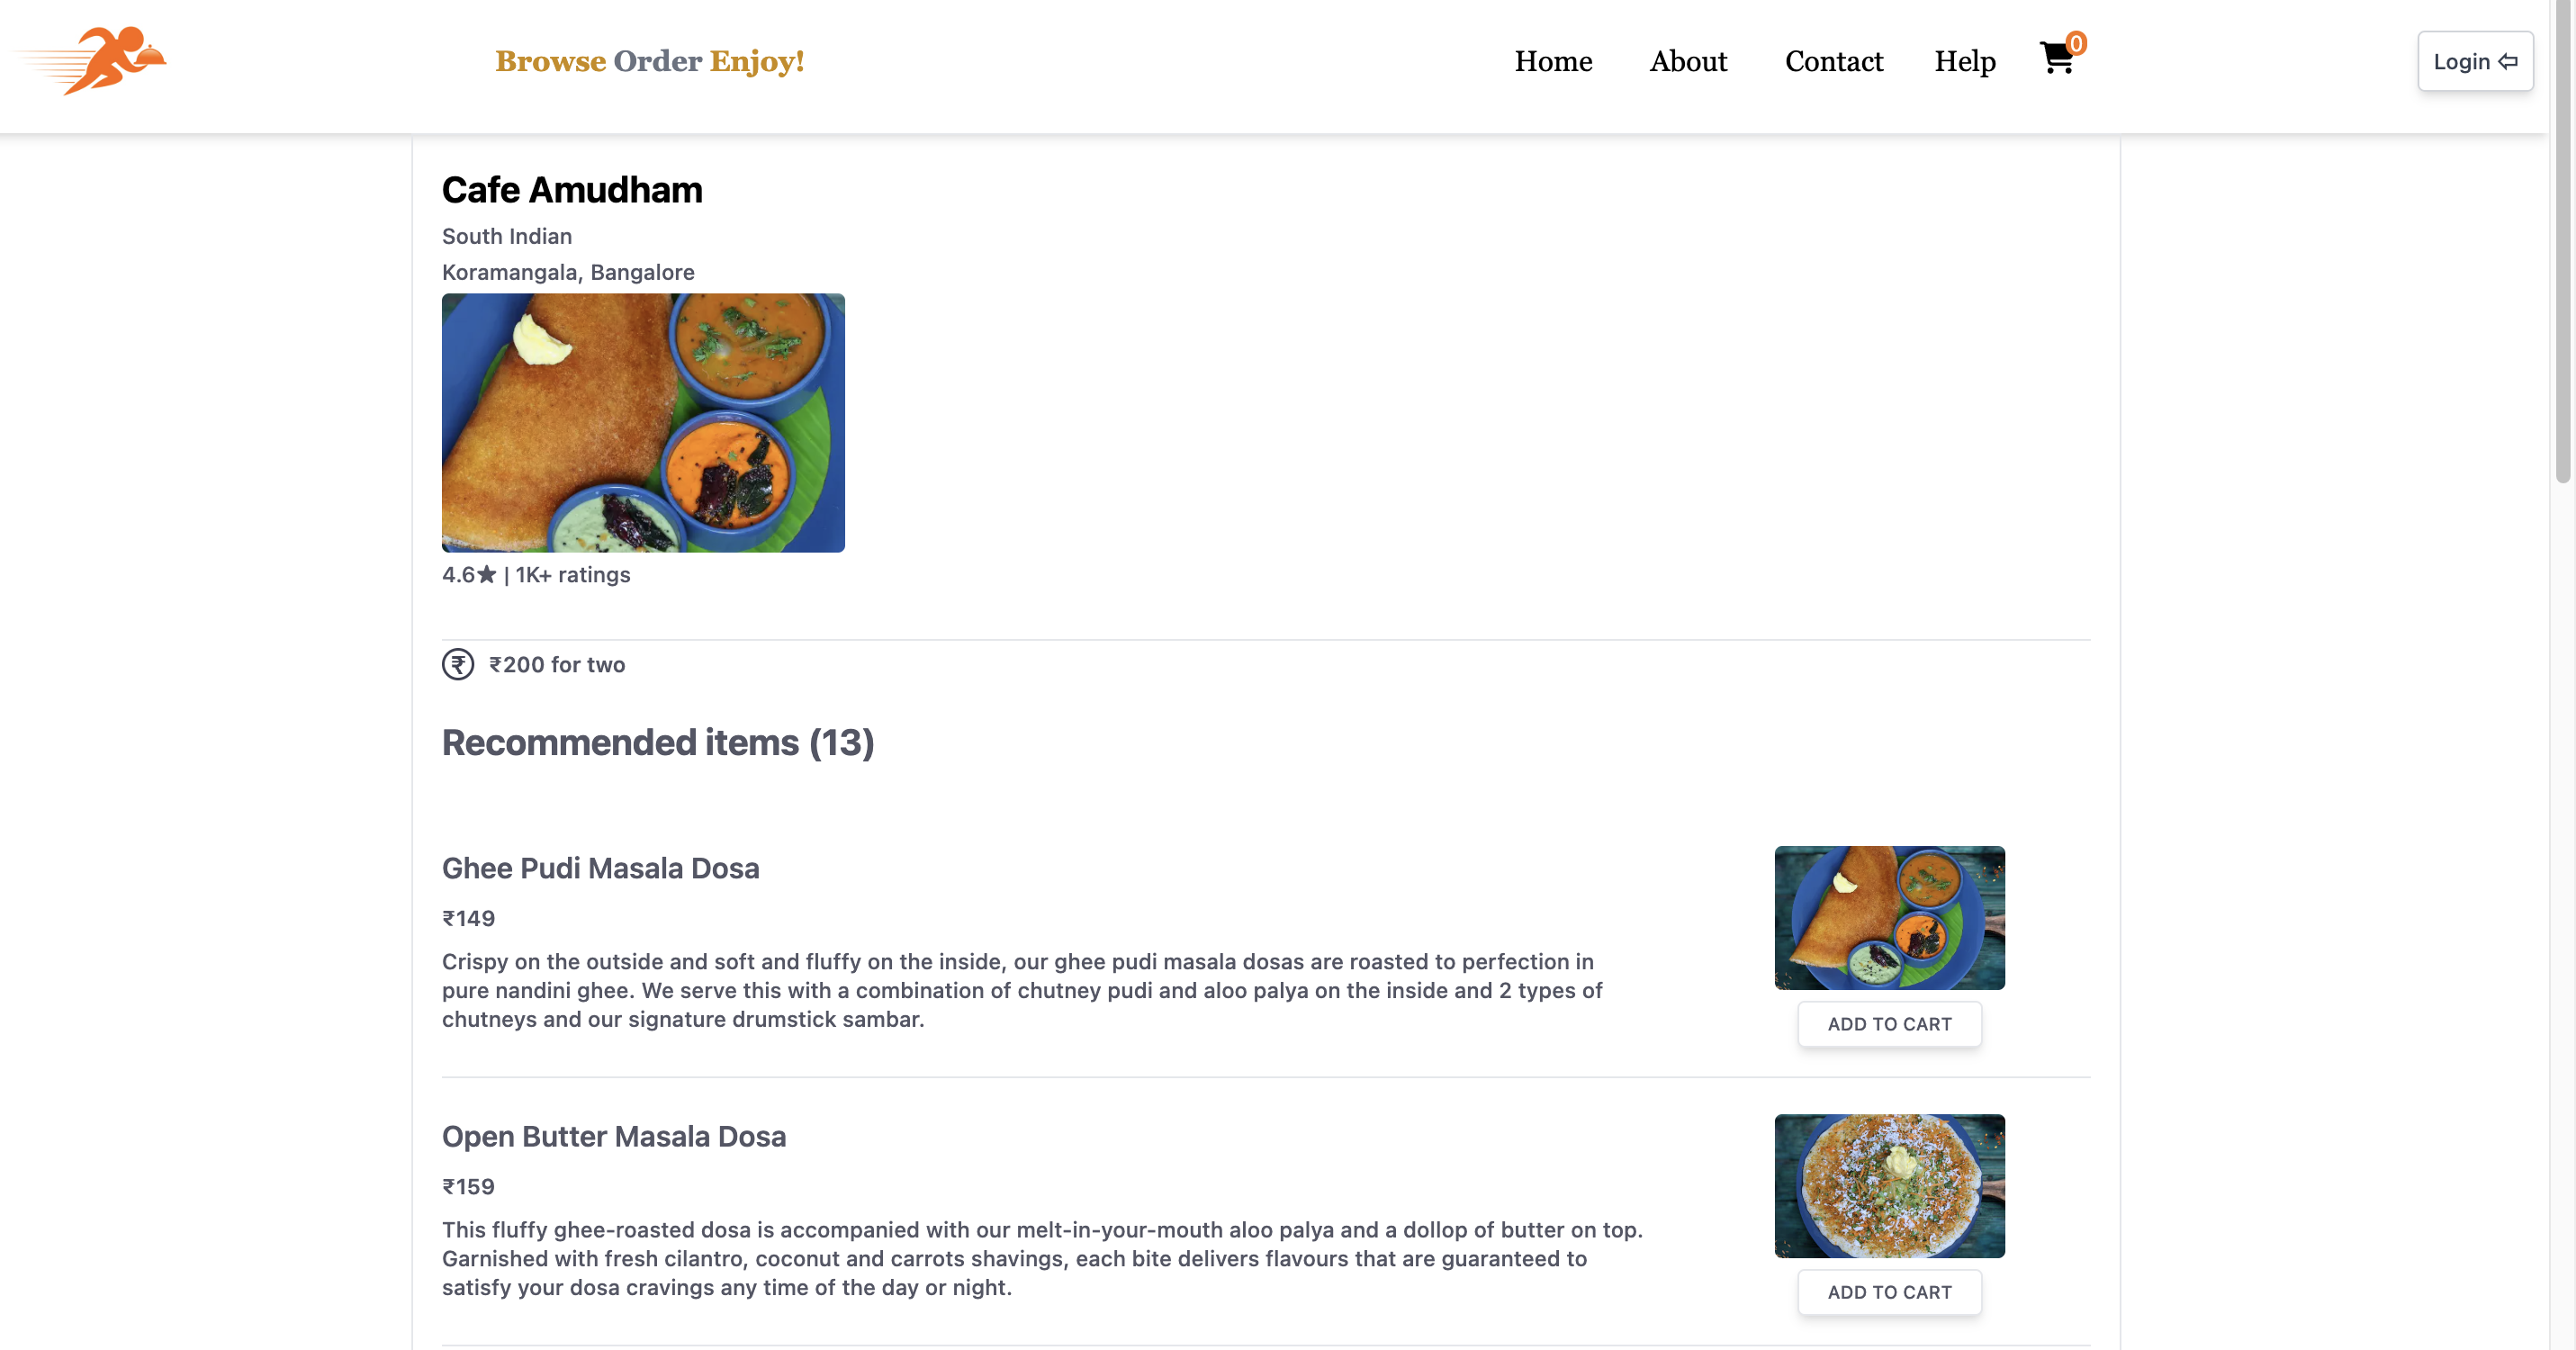 Browse Order Enjoy!
Home
About
Contact
Help
0
Login
Cafe Amudham
South Indian
Koramangala, Bangalore
4.6★ | 1K+ ratings
₹ ₹200 for two
Recommended items (13)
Ghee Pudi Masala Dosa
₹149
Crispy on the outside and soft and fluffy on the inside, our ghee pudi masala dosas are roasted to perfection in
pure nandini ghee. We serve this with a combination of chutney pudi and aloo palya on the inside and 2 types of
chutneys and our signature drumstick sambar.
ADD TO CART
Open Butter Masala Dosa
₹159
This fluffy ghee-roasted dosa is accompanied with our melt-in-your-mouth aloo palya and a dollop of butter on top.
Garnished with fresh cilantro, coconut and carrots shavings, each bite delivers flavours that are guaranteed to
satisfy your dosa cravings any time of the day or night.
ADD TO CART